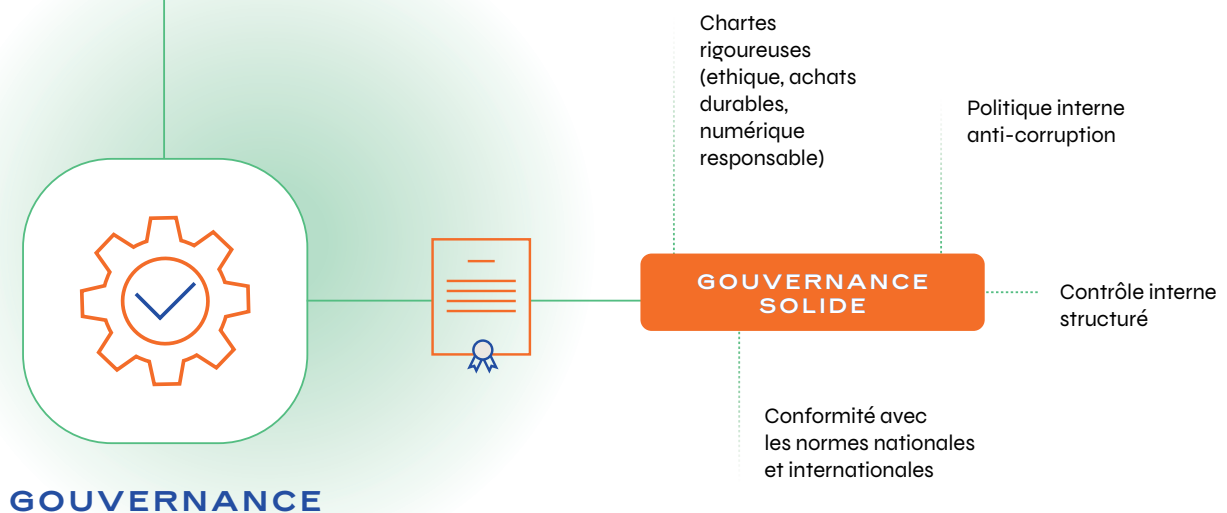 Chartes
rigoureuses
(ethique, achats
durables,
numérique
responsable)
Politique interne
anti-corruption
GOUVERNANCE
SOLIDE
Contrôle interne
structuré
Conformité avec
les normes nationales
et internationales
GOUVERNANCE